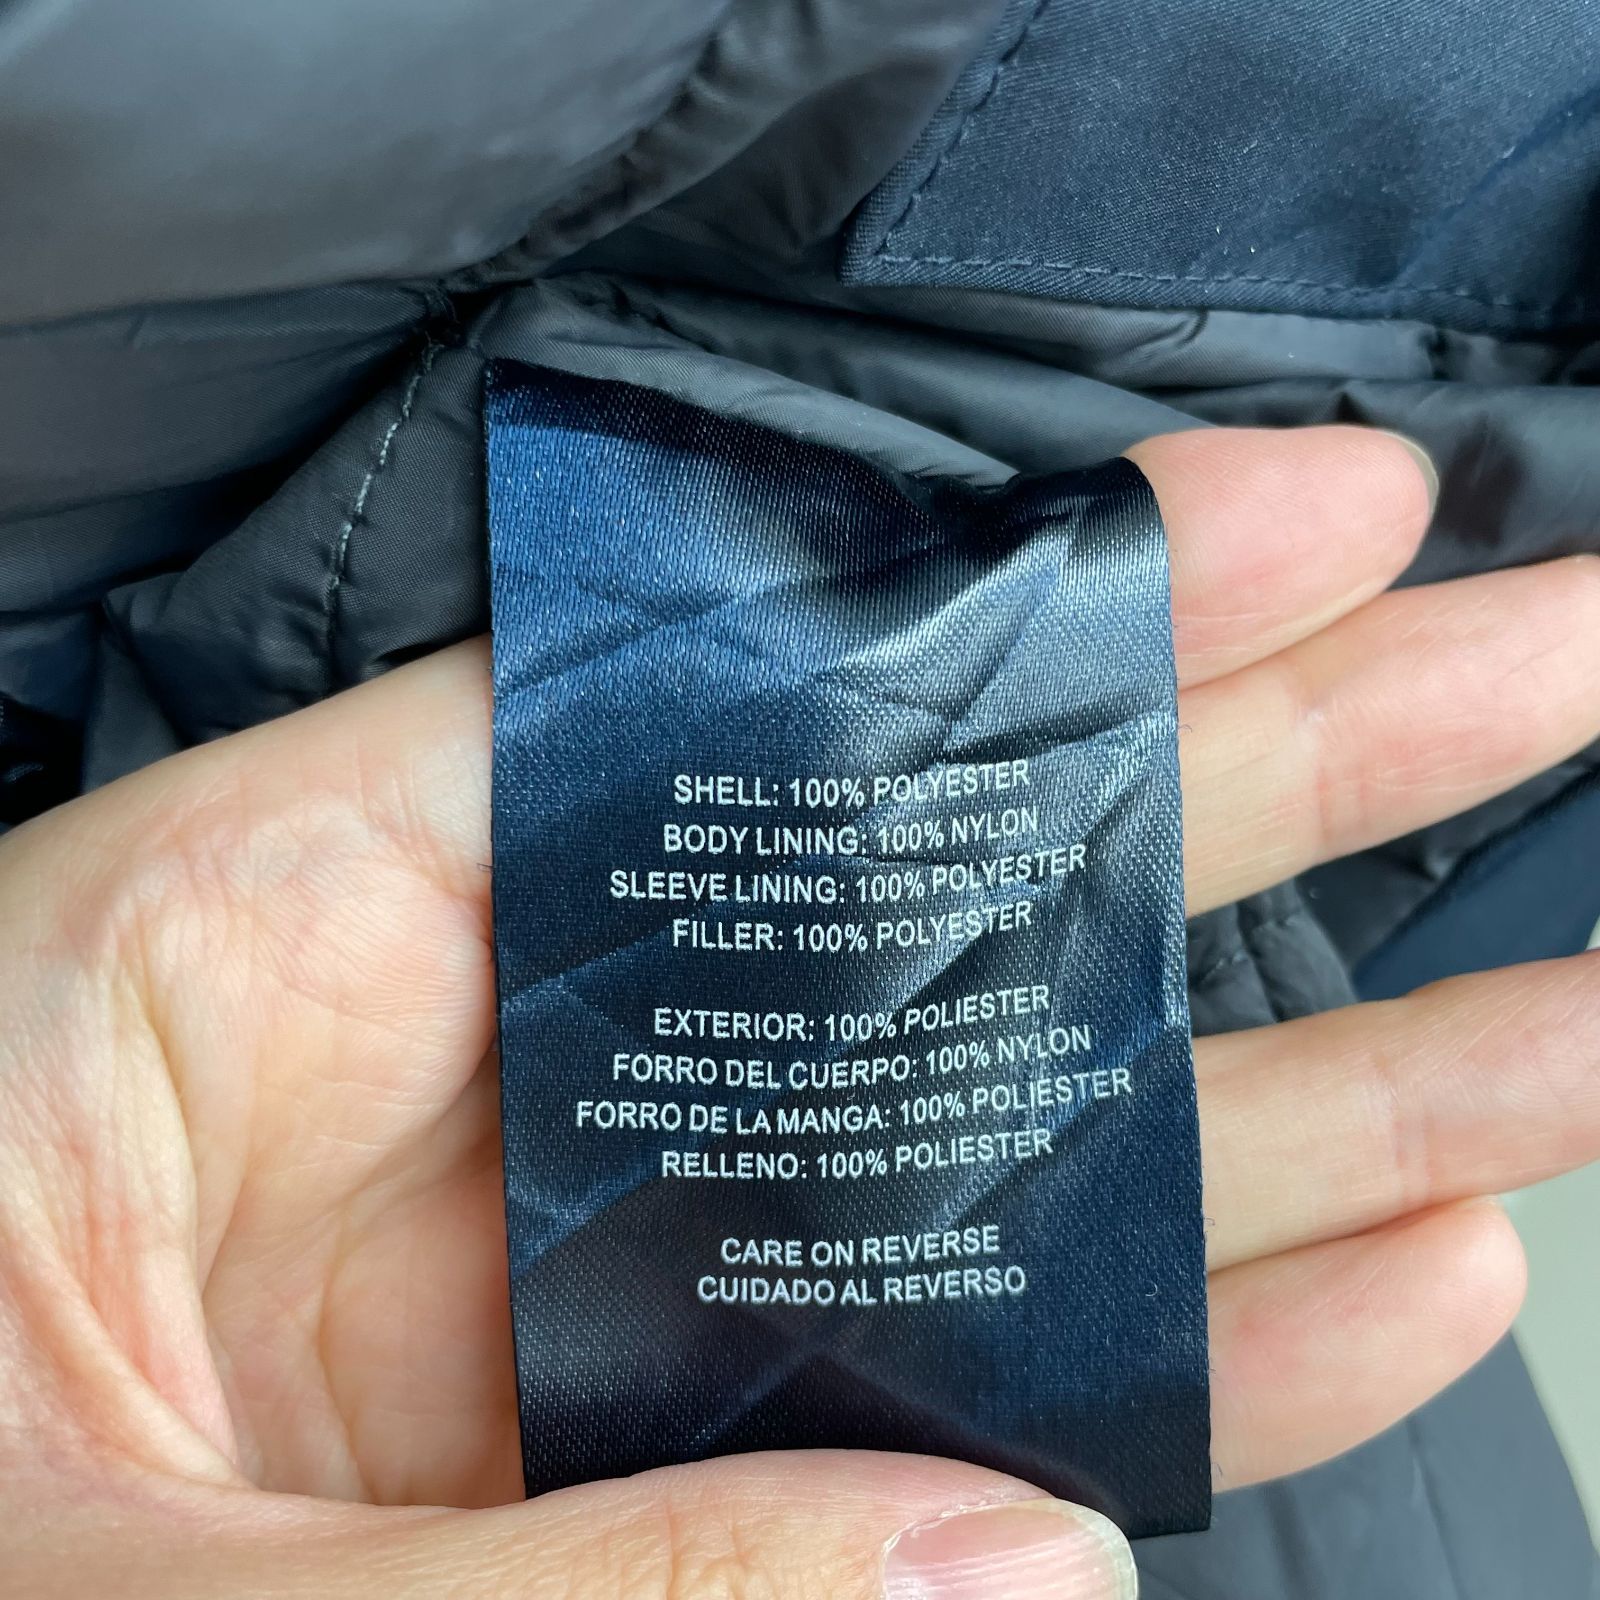 SHELL: 100% POLYESTER
BODY LINING: 100% NYLON
SLEEVE LINING: 100% POLYESTER
FILLER: 100% POLYESTER
EXTERIOR: 100% POLIESTER
FORRO DEL CUERPO: 100% NYLON
FORRO DE LA MANGA: 100% POLIESTER
RELLENO: 100% POLIESTER
CARE ON REVERSE
CUIDADO AL REVERSO